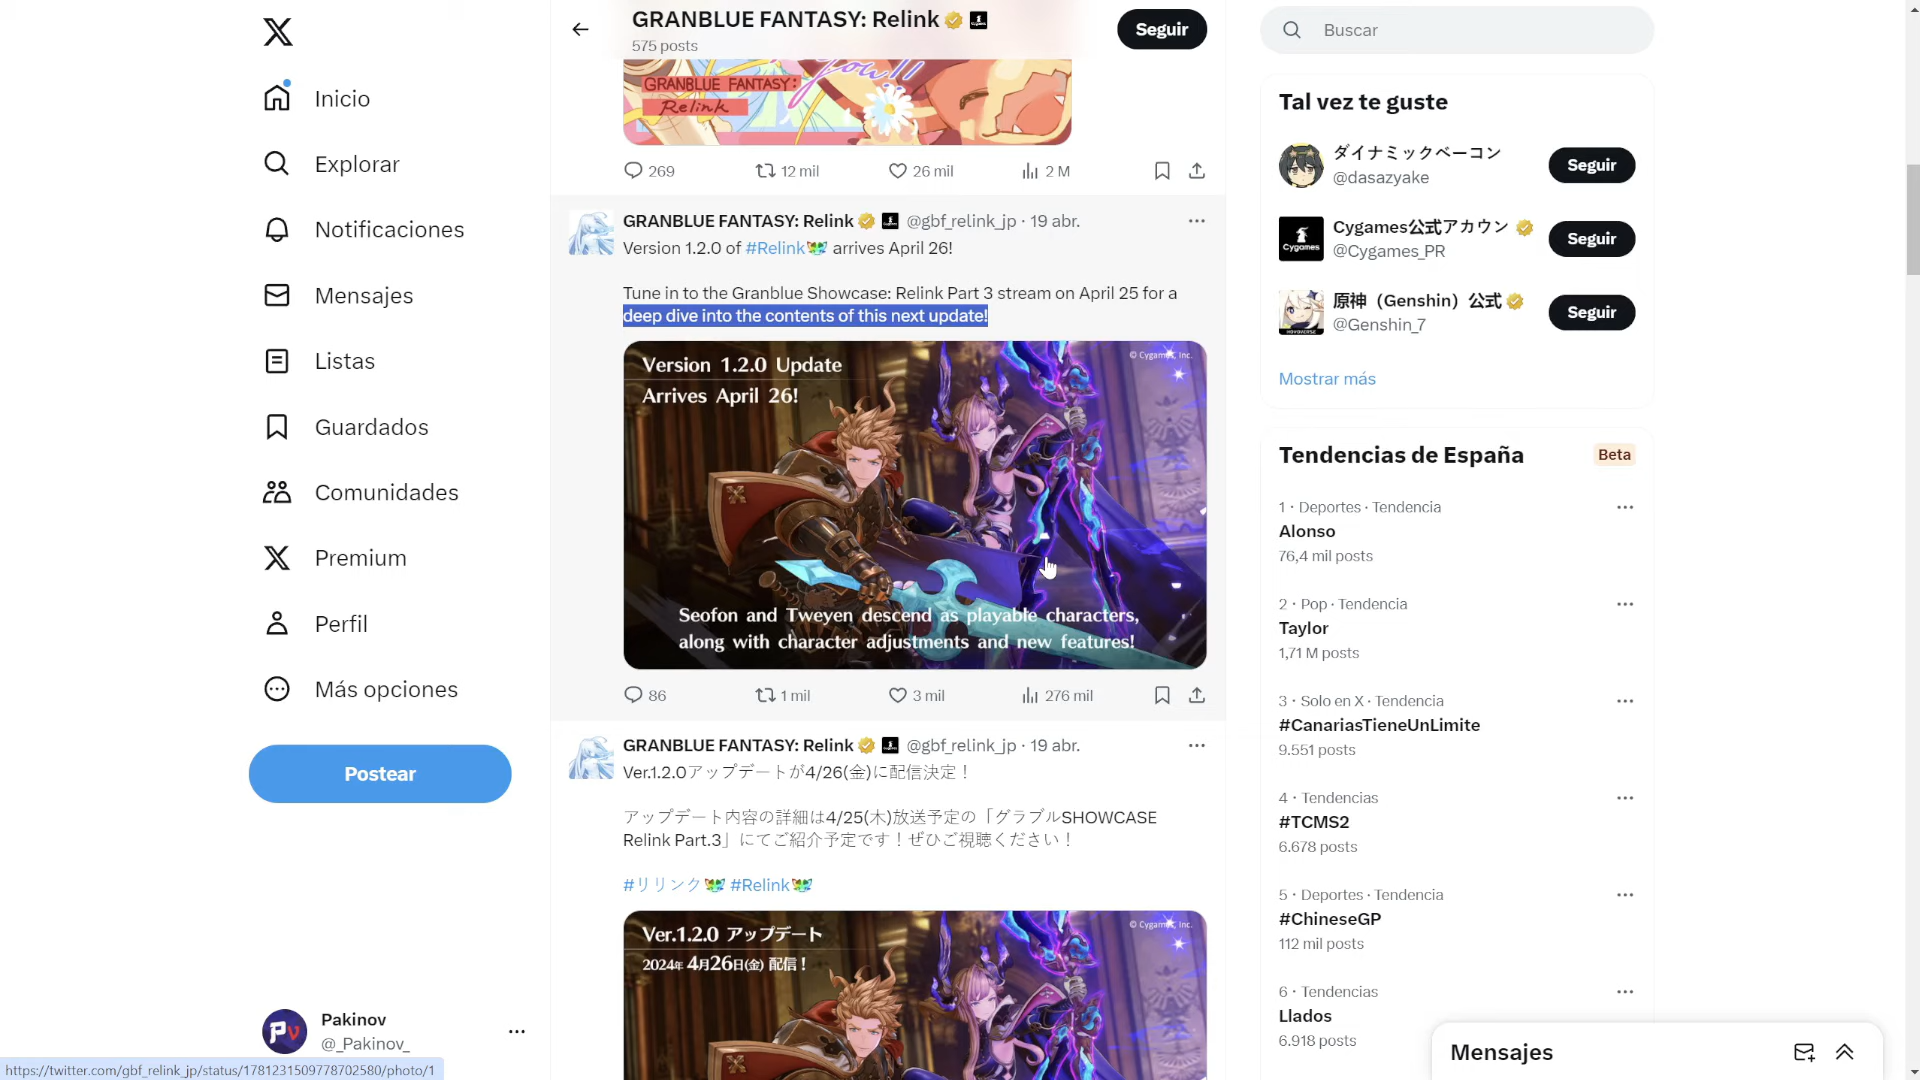 Inicio
Explorar
Notificaciones
Mensajes
Listas
Guardados
Comunidades
Premium
Perfil
Más opciones
Postear
Pakinov
@_Pakinov_
https://twitter.com/gbf_relink_jp/status/1781231509778702580/photo/1
GRANBLUE FANTASY: Relink
575 posts
Seguir
you!!
GRANBLUE FANTASY:
Relink
269
12 mil
26 mil
2 M
GRANBLUE FANTASY: Relink @gbf_relink_jp · 19 abr.
Version 1.2.0 of #Relink arrives April 26!
Tune in to the Granblue Showcase: Relink Part 3 stream on April 25 for a
deep dive into the contents of this next update!
Version 1.2.0 Update
Arrives April 26!
© Cygames, Inc.
Seofon and Tweyen descend as playable characters,
along with character adjustments and new features!
86
1 mil
3 mil
276 mil
GRANBLUE FANTASY: Relink @gbf_relink_jp · 19 abr.
Ver.1.2.0アップデートが4/26(金)に配信決定！
アップデート内容の詳細は4/25(木)放送予定の「グラブルSHOWCASE
Relink Part.3」にてご紹介予定です！ぜひご視聴ください！
#リリンク #Relink
Ver.1.2.0 アップデート
2024年 4月26日(金) 配信！
© Cygames, Inc.
Buscar
Tal vez te guste
ダイナミックベーコン
@dasazyake
Seguir
Cygames公式アカウン
@Cygames_PR
Seguir
Cygames
原神（Genshin）公式
@Genshin_7
Seguir
Mostrar más
Tendencias de España
Beta
1 · Deportes · Tendencia
Alonso
76,4 mil posts
2 · Pop · Tendencia
Taylor
1,71 M posts
3 · Solo en X · Tendencia
#CanariasTieneUnLimite
9.551 posts
4 · Tendencias
#TCMS2
6.678 posts
5 · Deportes · Tendencia
#ChineseGP
112 mil posts
6 · Tendencias
Llados
6.918 posts
Mensajes